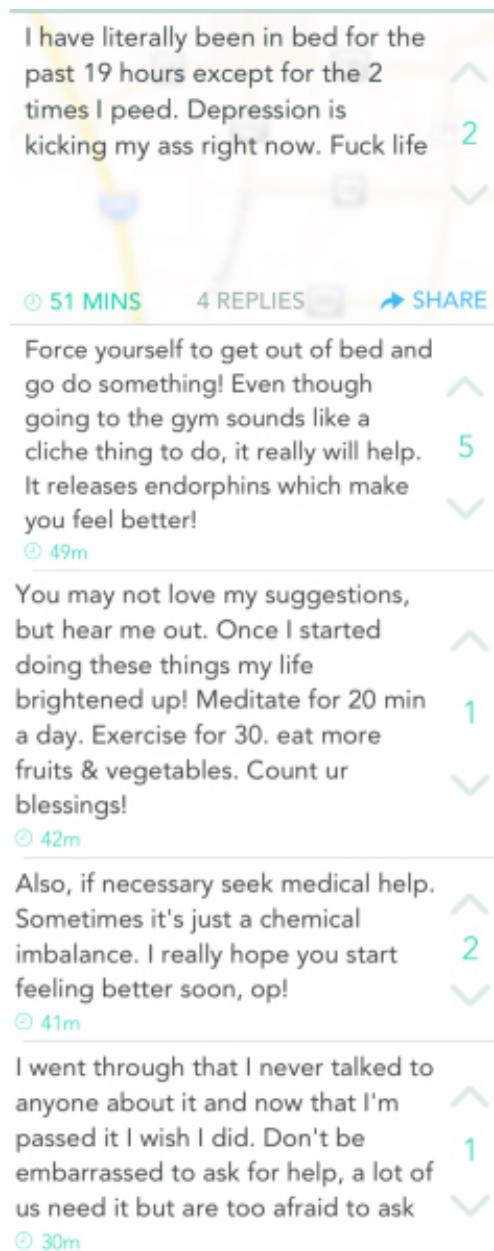 I have literally been in bed for the
past 19 hours except for the 2
times I peed. Depression is
kicking my ass right now. Fuck life
2
51 MINS 4 REPLIES SHARE
Force yourself to get out of bed and
go do something! Even though
going to the gym sounds like a
cliche thing to do, it really will help.
It releases endorphins which make
you feel better!
5
49m
You may not love my suggestions,
but hear me out. Once I started
doing these things my life
brightened up! Meditate for 20 min
a day. Exercise for 30. eat more
fruits & vegetables. Count ur
blessings!
1
42m
Also, if necessary seek medical help.
Sometimes it's just a chemical
imbalance. I really hope you start
feeling better soon, op!
2
41m
I went through that I never talked to
anyone about it and now that I'm
passed it I wish I did. Don't be
embarrassed to ask for help, a lot of
us need it but are too afraid to ask
1
30m